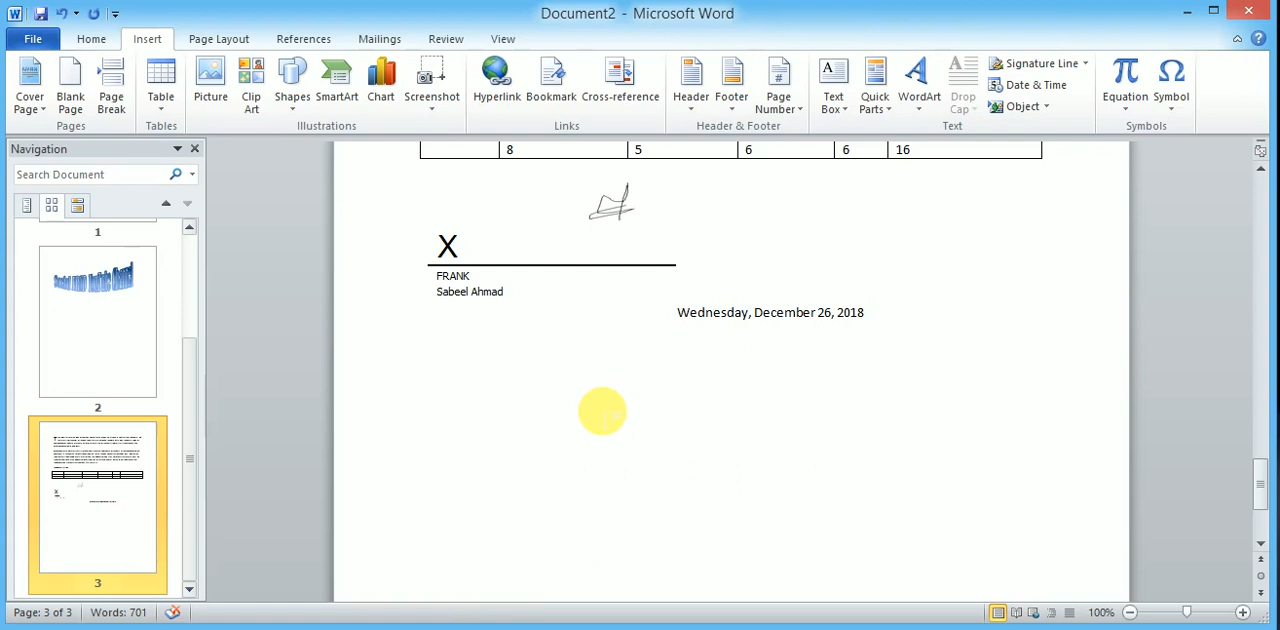 W
Document2 - Microsoft Word
File Home Insert Page Layout References Mailings Review View
Cover Page
Blank Page
Page Break
Table
Picture
Clip Art
Shapes
SmartArt
Chart
Screenshot
Hyperlink
Bookmark
Cross-reference
Header
Footer
Page Number
Text Box
Quick Parts
WordArt
Drop Cap
Signature Line
Date & Time
Object
Equation
Symbol
Pages Tables Illustrations Links Header & Footer Text Symbols
Navigation
Search Document
1
2
3
8 5 6 6 16
X
FRANK
Sabeel Ahmad
Wednesday, December 26, 2018
Page: 3 of 3 Words: 701 100%